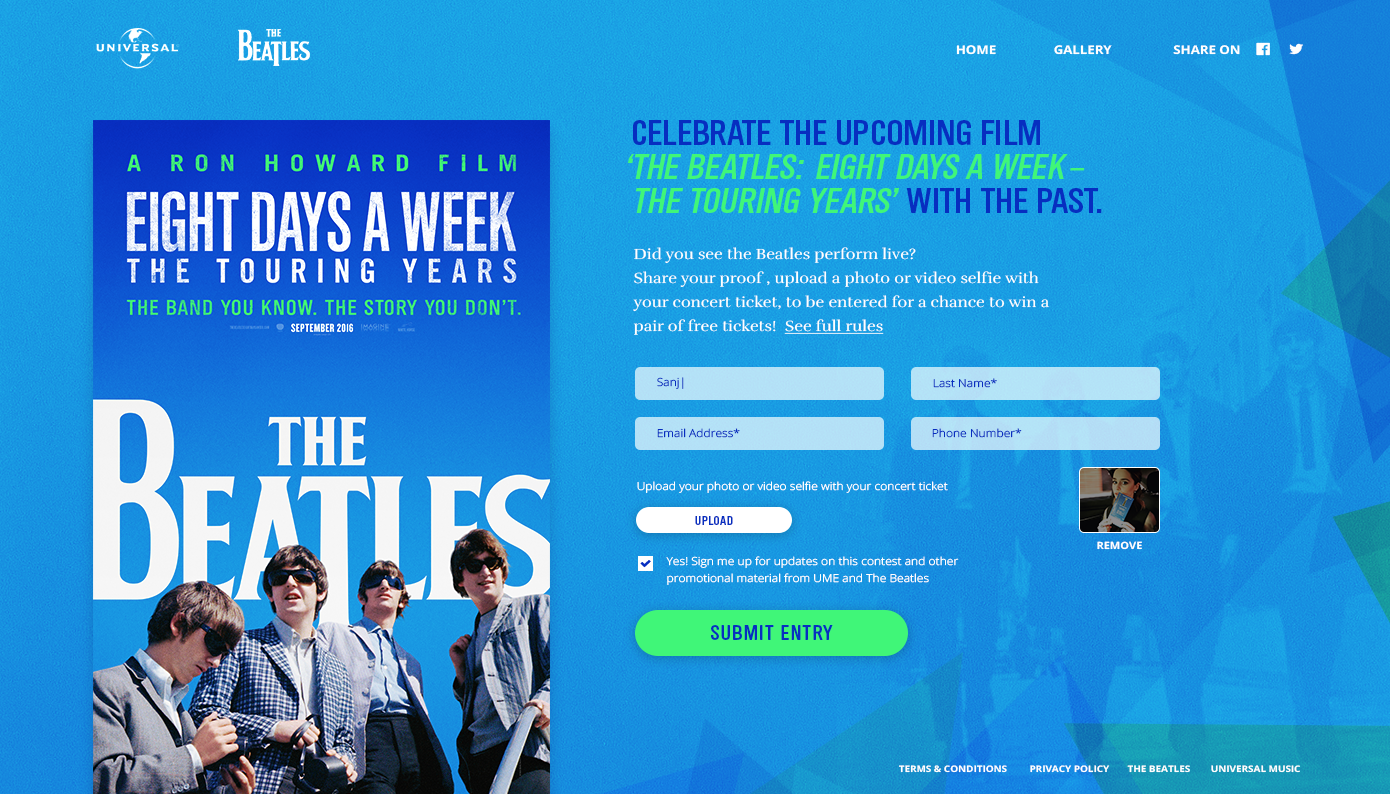 UNIVERSAL
THE
BEATLES
HOME
GALLERY
SHARE ON
A RON HOWARD FILM
EIGHT DAYS A WEEK
THE TOURING YEARS
THE BAND YOU KNOW. THE STORY YOU DON'T.
SEPTEMBER 2016
THE
BEATLES
CELEBRATE THE UPCOMING FILM
‘THE BEATLES: EIGHT DAYS A WEEK –
THE TOURING YEARS’ WITH THE PAST.
Did you see the Beatles perform live?
Share your proof , upload a photo or video selfie with
your concert ticket, to be entered for a chance to win a
pair of free tickets! See full rules
Sanj|
Last Name*
Email Address*
Phone Number*
Upload your photo or video selfie with your concert ticket
UPLOAD
REMOVE
Yes! Sign me up for updates on this contest and other
promotional material from UME and The Beatles
SUBMIT ENTRY
TERMS & CONDITIONS
PRIVACY POLICY
THE BEATLES
UNIVERSAL MUSIC